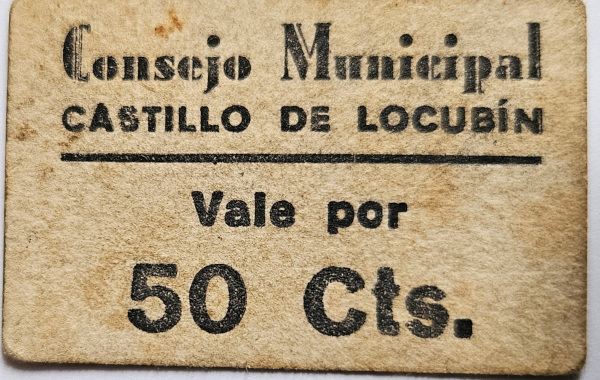 Consejo Municipal
CASTILLO DE LOCUBÍN
Vale por
50 Cts.